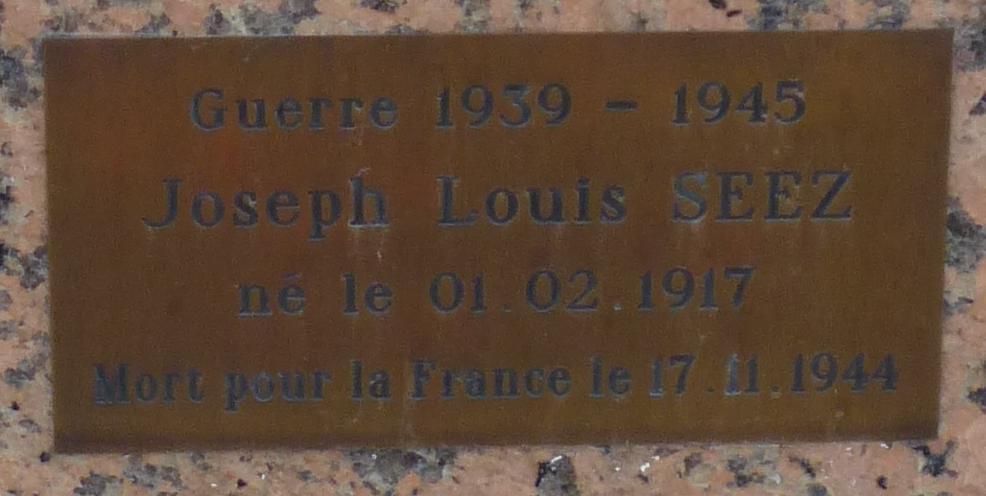 Guerre 1939 - 1945
Joseph Louis SEEZ
né le 01.02.1917
Mort pour la France le 17.11.1944